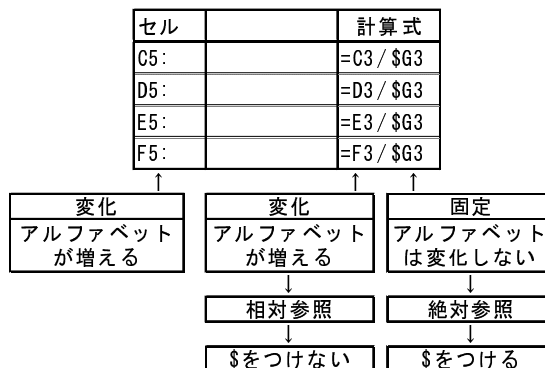 セル 計算式
C5: =C3/$G3
D5: =D3/$G3
E5: =E3/$G3
F5: =F3/$G3
↑ ↑ ↑
変化 変化 固定
アルファベット アルファベット アルファベット
が増える が増える は変化しない
↓ ↓
相対参照 絶対参照
↓ ↓
$をつけない $をつける